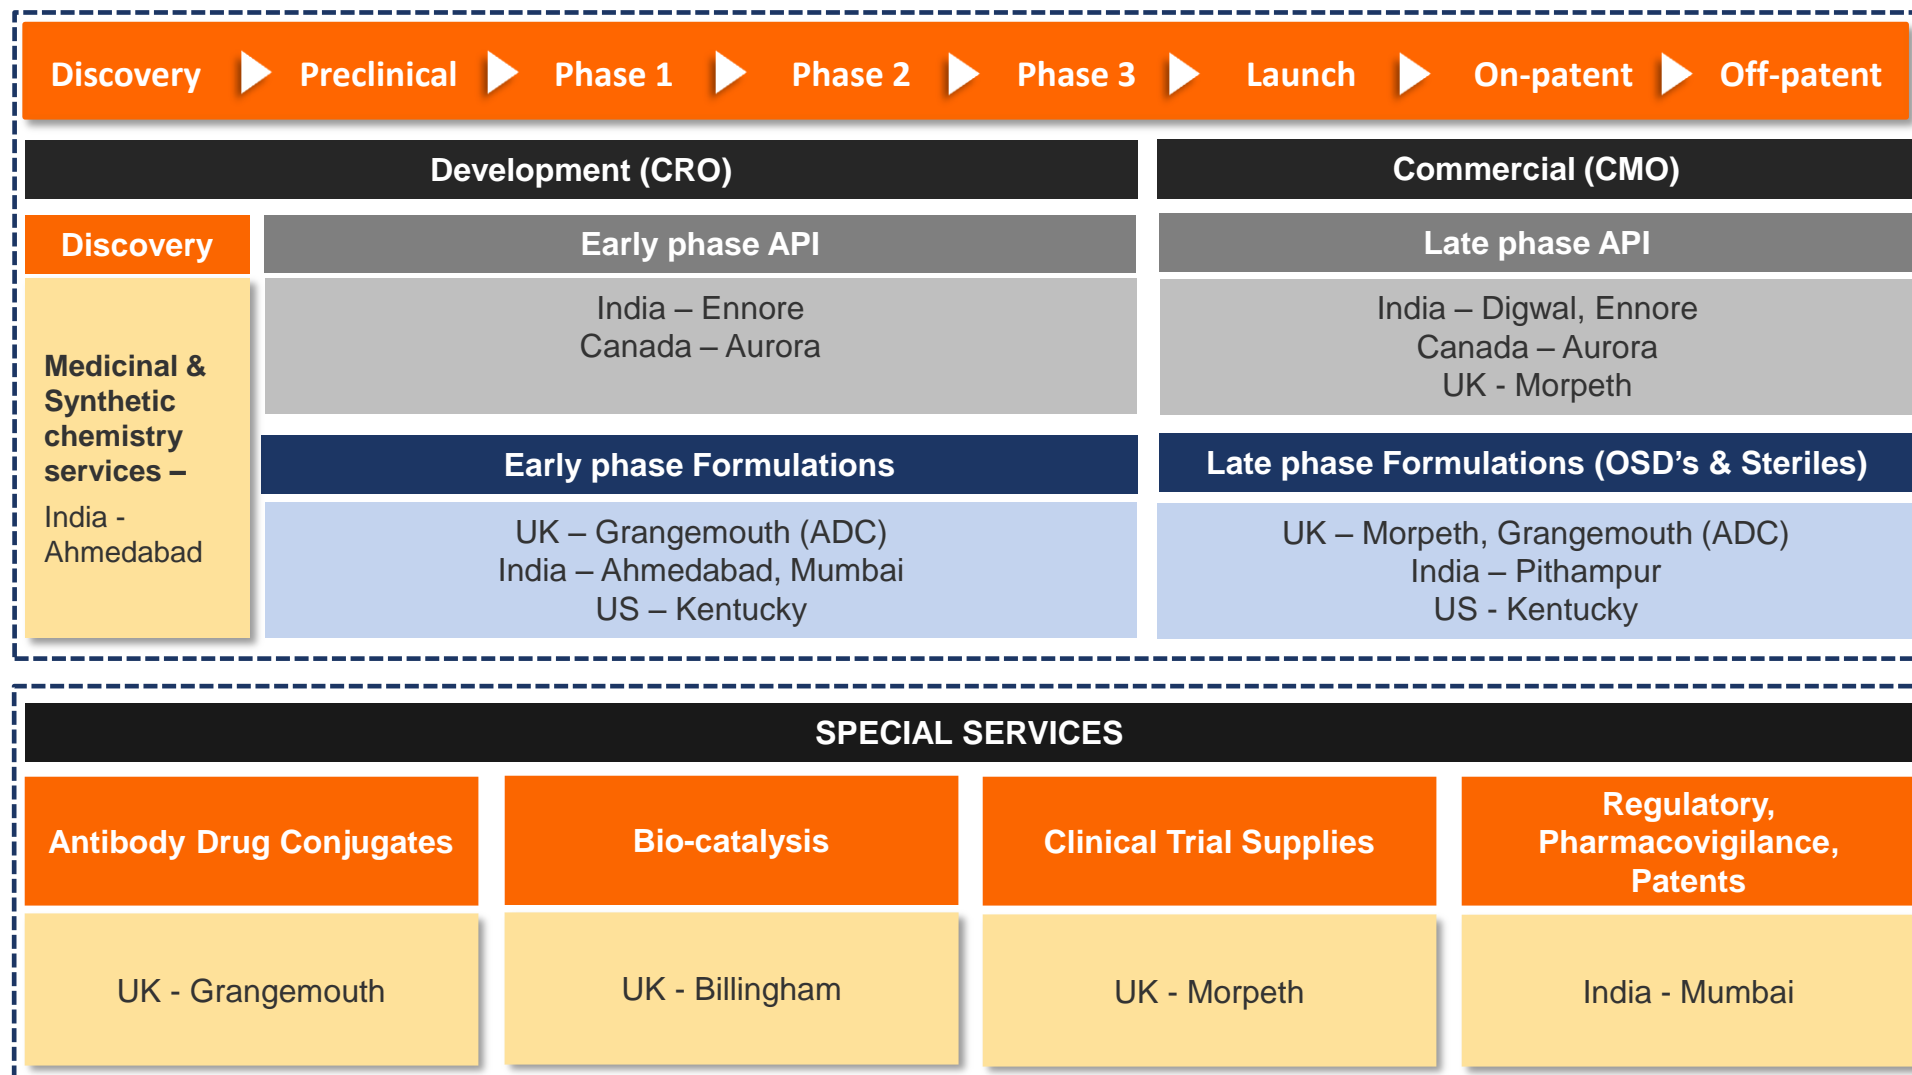 Discovery Preclinical Phase 1 Phase 2 Phase 3 Launch On-patent Off-patent
Development (CRO)
Commercial (CMO)
Discovery
Medicinal &
Synthetic
chemistry
services –
India -
Ahmedabad
Early phase API
India – Ennore
Canada – Aurora
Late phase API
India – Digwal, Ennore
Canada – Aurora
UK - Morpeth
Early phase Formulations
UK – Grangemouth (ADC)
India – Ahmedabad, Mumbai
US – Kentucky
Late phase Formulations (OSD's & Steriles)
UK – Morpeth, Grangemouth (ADC)
India – Pithampur
US - Kentucky
SPECIAL SERVICES
Antibody Drug Conjugates
UK - Grangemouth
Bio-catalysis
UK - Billingham
Clinical Trial Supplies
UK - Morpeth
Regulatory,
Pharmacovigilance,
Patents
India - Mumbai